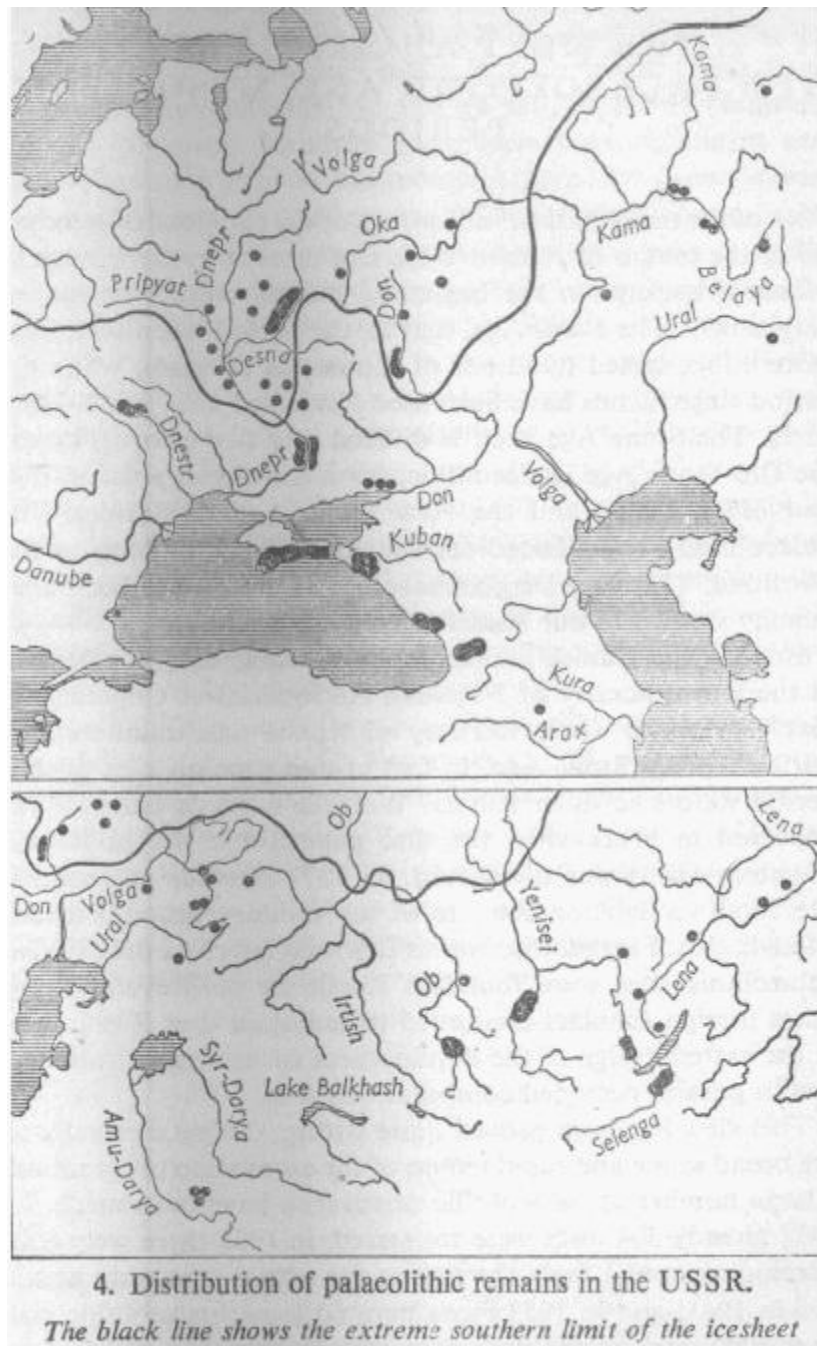 Kama
Volga
Oka
Dnepr
Kama
Pripyat
Don
Belaya
Ural
Desna
Dnestr
Dnepr
Volga
Don
Kuban
Danube
Kura
Arax
Ob
Lena
Volga
Don
Ural
Yenisei
Ob
Lena
Irtish
Syr-Darya
Lake Balkhash
Amu-Darya
Selenga
4. Distribution of palaeolithic remains in the USSR.
The black line shows the extreme southern limit of the icesheet